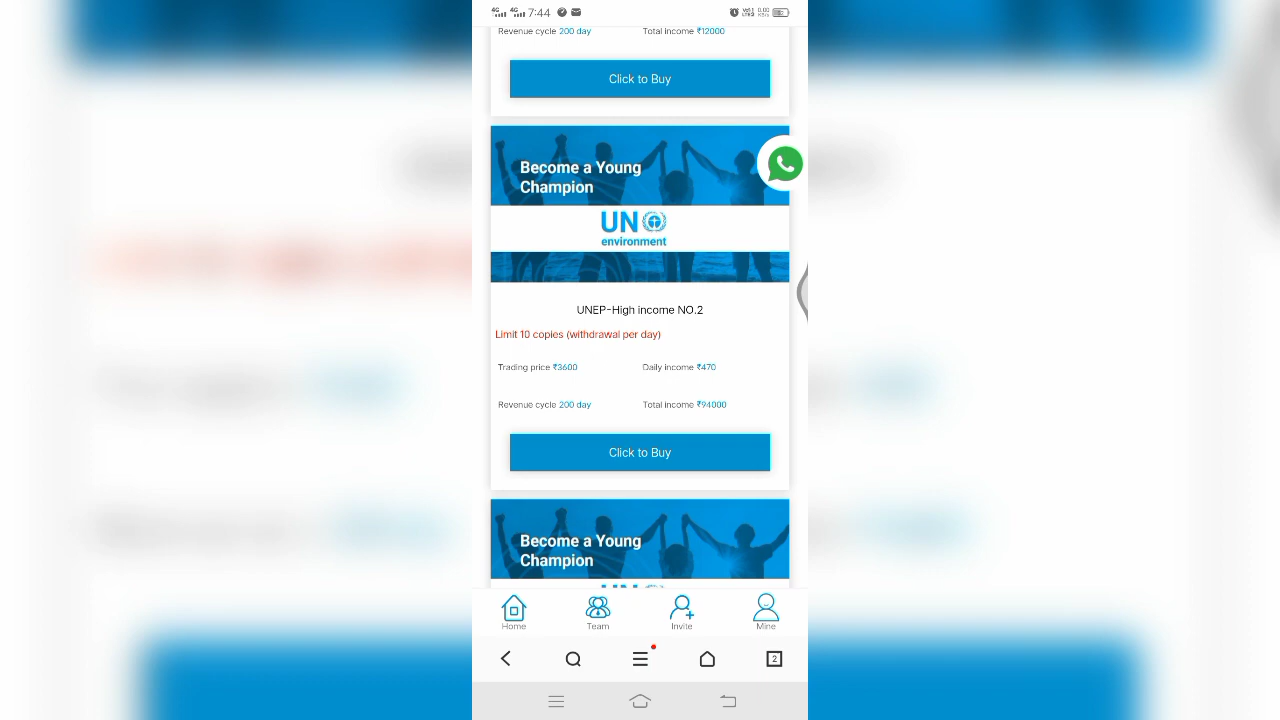 7:44
Revenue cycle 200 day
Total income ₹12000
Click to Buy
Become a Young
Champion
UN
environment
UNEP-High income NO.2
Limit 10 copies (withdrawal per day)
Trading price ₹3600
Daily income ₹470
Revenue cycle 200 day
Total income ₹94000
Click to Buy
Become a Young
Champion
Home
Team
Invite
Mine
2